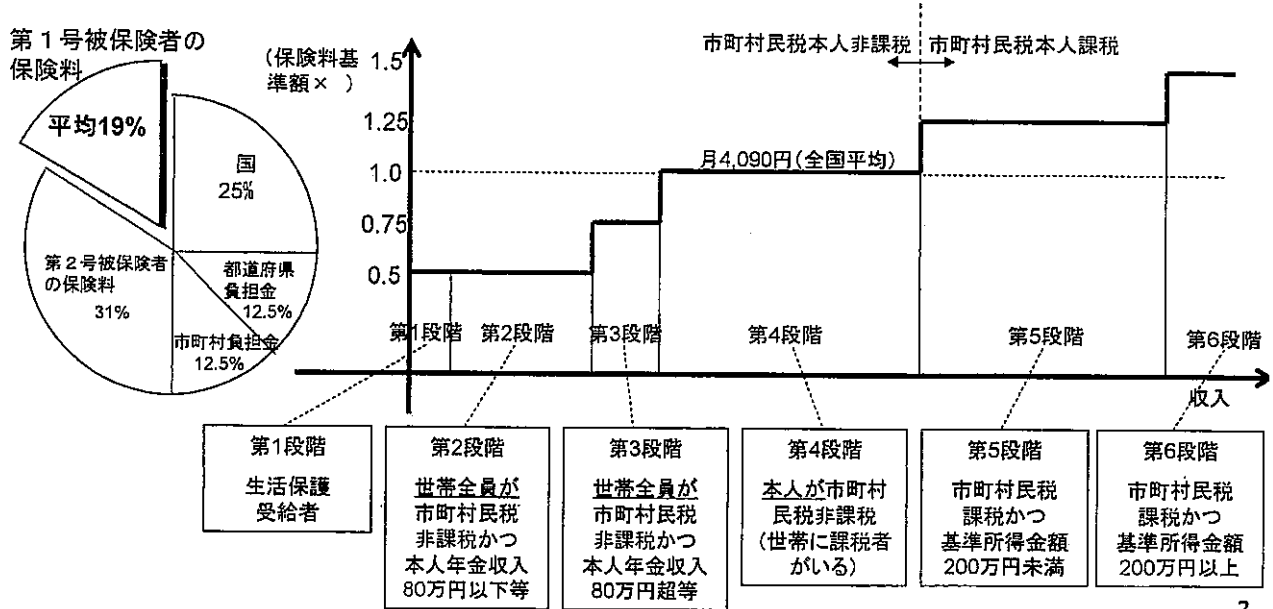 第1号被保険者の
保険料
平均19%
国
25%
第2号被保険者
の保険料
31%
都道府県
負担金
12.5%
市町村負担金
12.5%
(保険料基
準額× )
1.5
1.25
1.0
0.75
0.5
市町村民税本人非課税
市町村民税本人課税
月4,090円(全国平均)
第1段階
第2段階
第3段階
第4段階
第5段階
第6段階
収入
第1段階
生活保護
受給者
第2段階
世帯全員が
市町村民税
非課税かつ
本人年金収入
80万円以下等
第3段階
世帯全員が
市町村民税
非課税かつ
本人年金収入
80万円超等
第4段階
本人が市町村
民税非課税
(世帯に課税者
がいる)
第5段階
市町村民税
課税かつ
基準所得金額
200万円未満
第6段階
市町村民税
課税かつ
基準所得金額
200万円以上